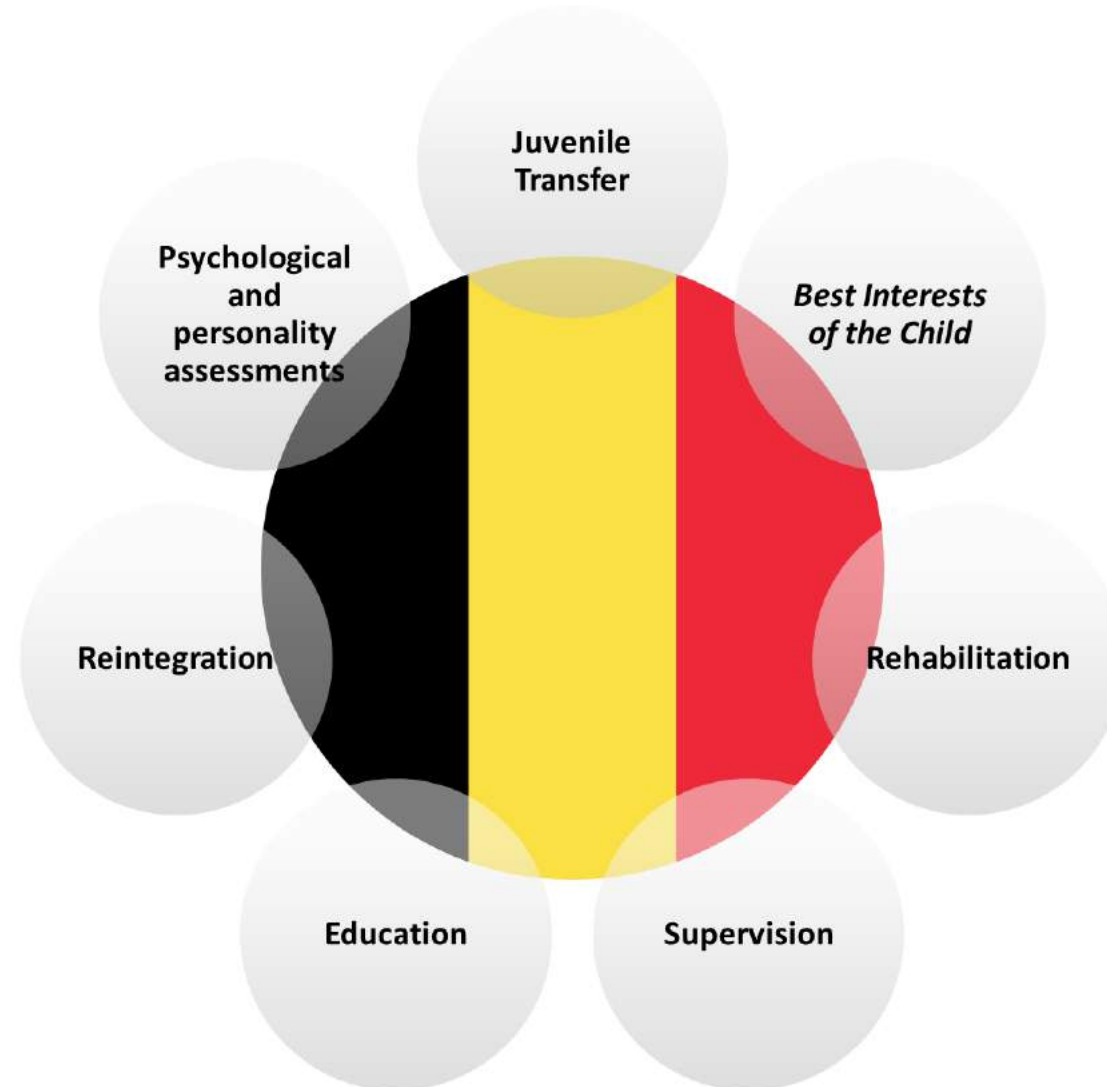 Juvenile
Transfer
Best Interests
of the Child
Rehabilitation
Supervision
Education
Reintegration
Psychological
and
personality
assessments